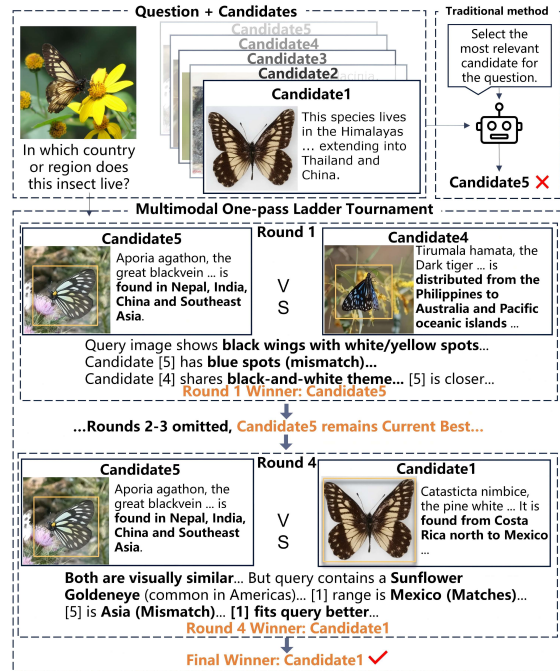 Question + Candidates
Traditional method
Candidate5
Candidate4
Candidate3
Candidate2
Candidate1
This species lives
in the Himalayas
... extending into
Thailand and
China.
In which country
or region does
this insect live?
Select the
most relevant
candidate for
the question.
Candidate5
Multimodal One-pass Ladder Tournament
Round 1
Candidate5
Aporia agathon, the
great blackvein ... is
found in Nepal, India,
China and Southeast
Asia.
V
S
Candidate4
Tirumala hamata, the
Dark tiger ... is
distributed from the
Philippines to
Australia and Pacific
oceanic islands ...
Query image shows black wings with white/yellow spots...
Candidate [5] has blue spots (mismatch)...
Candidate [4] shares black-and-white theme... [5] is closer...
Round 1 Winner: Candidate5
...Rounds 2-3 omitted, Candidate5 remains Current Best...
Round 4
Candidate5
Aporia agathon, the
great blackvein ... is
found in Nepal, India,
China and Southeast
Asia.
V
S
Candidate1
Catasticta nimbice,
the pine white ... It is
found from Costa
Rica north to Mexico
...
Both are visually similar... But query contains a Sunflower
Goldeneye (common in Americas)... [1] range is Mexico (Matches)...
[5] is Asia (Mismatch)... [1] fits query better...
Round 4 Winner: Candidate1
Final Winner: Candidate1